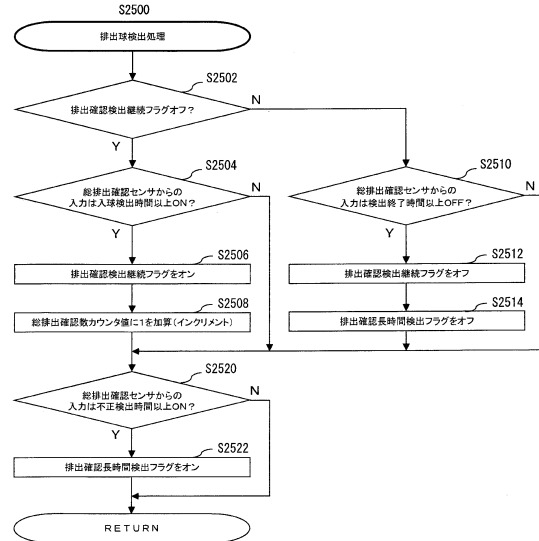 S2500
排出球検出処理
S2502
排出確認検出継続フラグオフ？
N
Y
S2504
総排出確認センサからの
入力は入球検出時間以上ON？
N
Y
S2510
総排出確認センサからの
入力は検出終了時間以上OFF？
N
Y
S2506
排出確認検出継続フラグをオン
S2512
排出確認検出継続フラグをオフ
S2508
総排出確認数カウンタ値に1を加算（インクリメント）
S2514
排出確認長時間検出フラグをオフ
S2520
総排出確認センサからの
入力は不正検出時間以上ON？
N
Y
S2522
排出確認長時間検出フラグをオン
RETURN